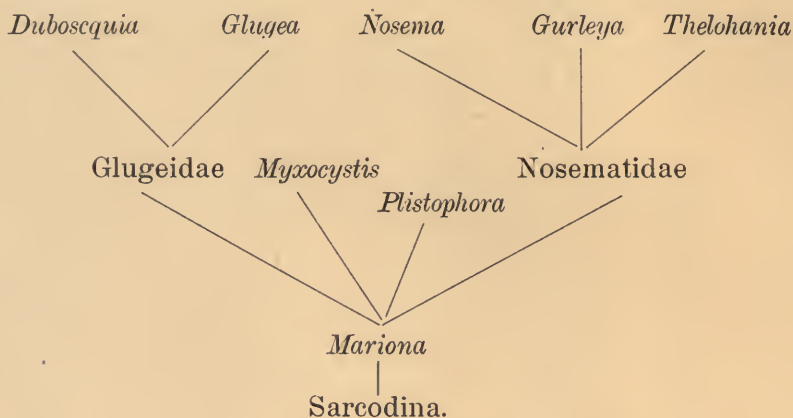 Duboscquia Glugea Nosema Gurleya Thelohania
Glugeidae Myxocystis Nosematidae
Plistophora
Mariona
Sarcodina.